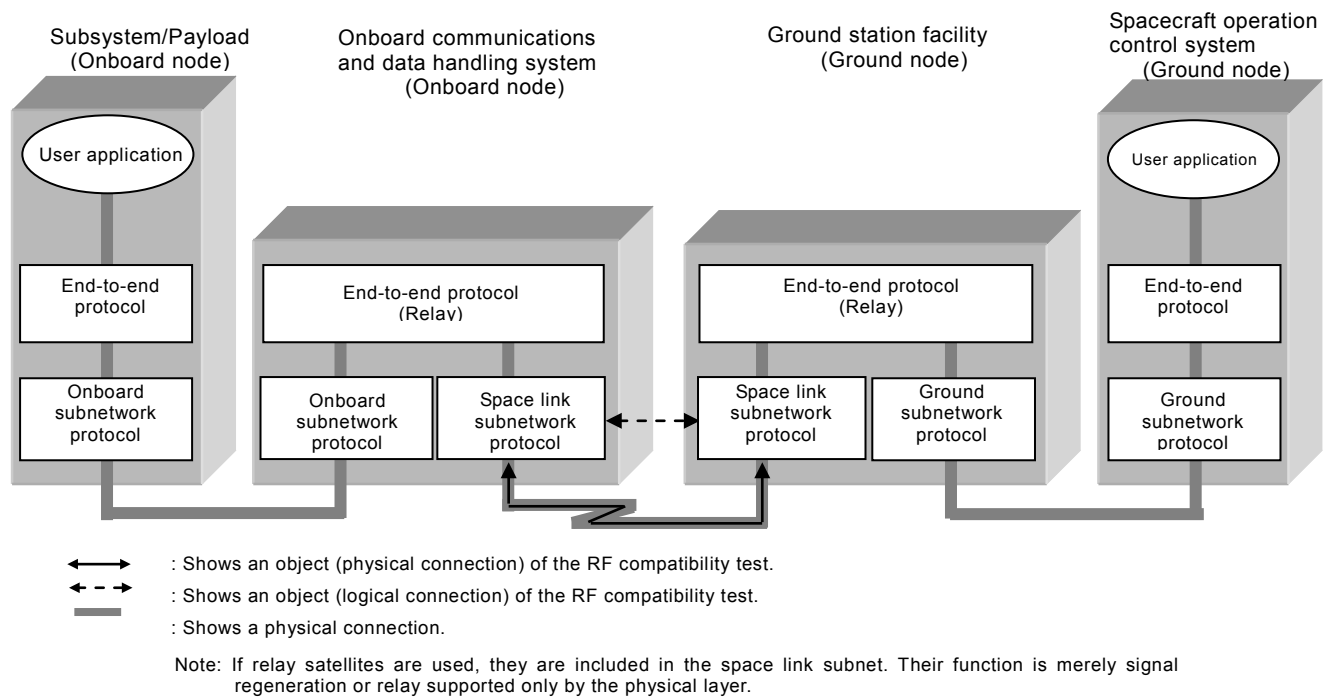 Subsystem/Payload
(Onboard node)
Onboard communications
and data handling system
(Onboard node)
Ground station facility
(Ground node)
Spacecraft operation
control system
(Ground node)
User application
End-to-end
protocol
Onboard
subnetwork
protocol
End-to-end protocol
(Relay)
Onboard
subnetwork
protocol
Space link
subnetwork
protocol
End-to-end protocol
(Relay)
Space link
subnetwork
protocol
Ground
subnetwork
protocol
User application
End-to-end
protocol
Ground
subnetwork
protocol
: Shows an object (physical connection) of the RF compatibility test.
: Shows an object (logical connection) of the RF compatibility test.
: Shows a physical connection.
Note: If relay satellites are used, they are included in the space link subnet. Their function is merely signal
regeneration or relay supported only by the physical layer.